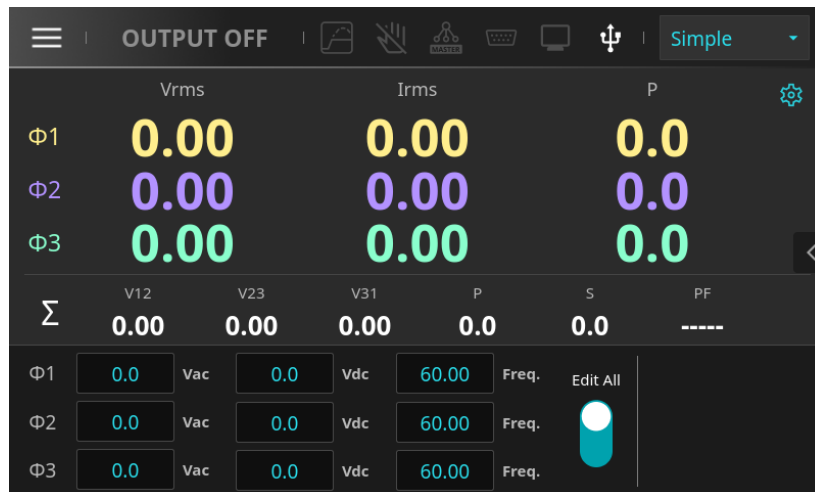 OUTPUT OFF MASTER Simple
Vrms Irms P
Φ1 0.00 0.00 0.0
Φ2 0.00 0.00 0.0
Φ3 0.00 0.00 0.0
V12 V23 V31 P S PF
Σ 0.00 0.00 0.00 0.0 0.0 -----
Φ1 0.0 Vac 0.0 Vdc 60.00 Freq. Edit All
Φ2 0.0 Vac 0.0 Vdc 60.00 Freq.
Φ3 0.0 Vac 0.0 Vdc 60.00 Freq.